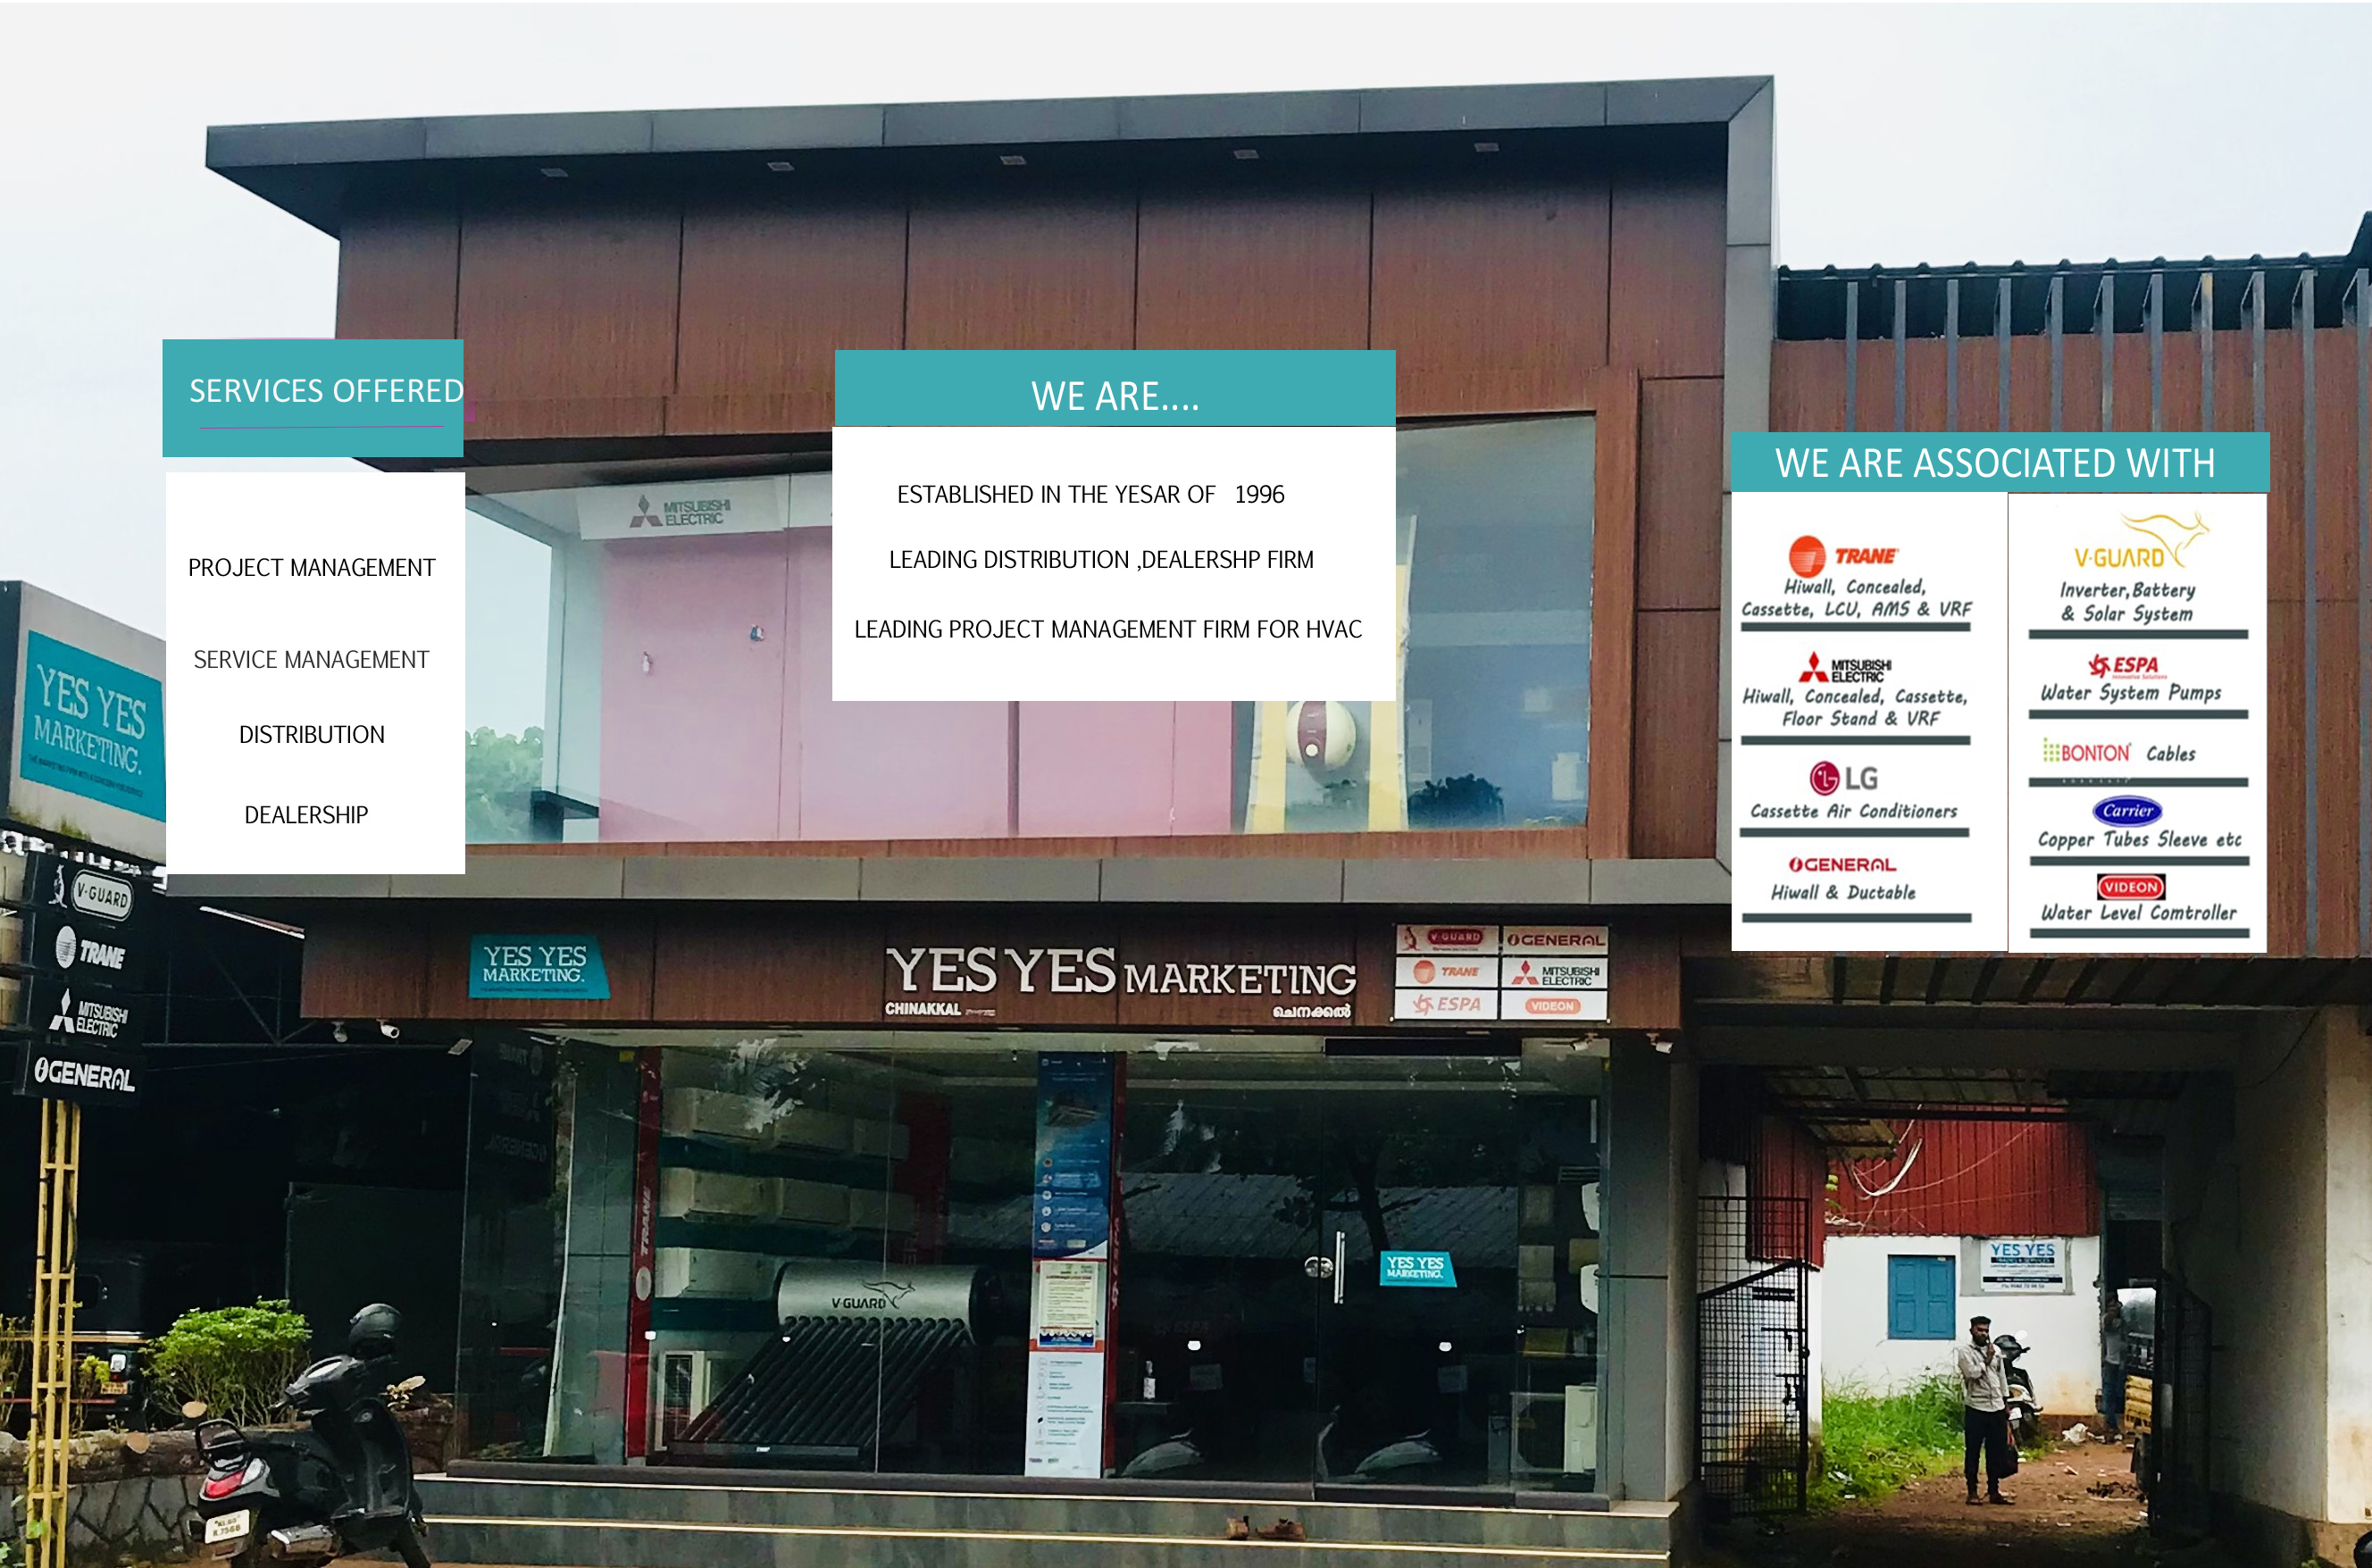 SERVICES OFFERED
PROJECT MANAGEMENT
SERVICE MANAGEMENT
DISTRIBUTION
DEALERSHIP
WE ARE....
ESTABLISHED IN THE YESAR OF 1996
LEADING DISTRIBUTION ,DEALERSHP FIRM
LEADING PROJECT MANAGEMENT FIRM FOR HVAC
WE ARE ASSOCIATED WITH
TRANE
Hiwall, Concealed,
Cassette, LCU, AMS & VRF
MITSUBISHI
ELECTRIC
Hiwall, Concealed, Cassette,
Floor Stand & VRF
LG
Cassette Air Conditioners
GENERAL
Hiwall & Ductable
V-GUARD
Inverter,Battery
& Solar System
ESPA
Innovative Solutions
Water System Pumps
BONTON Cables
Carrier
Copper Tubes Sleeve etc
VIDEON
Water Level Comtroller
MITSUBISHI
ELECTRIC
YES YES
MARKETING.
V-GUARD
TRANE
MITSUBISHI
ELECTRIC
GENERAL
YES YES
MARKETING.
YES YES MARKETING
CHINAKKAL
ചെനക്കൽ
V-GUARD
GENERAL
TRANE
MITSUBISHI
ELECTRIC
ESPA
VIDEON
TRANE
V-GUARD
YES YES
MARKETING.
YES YES